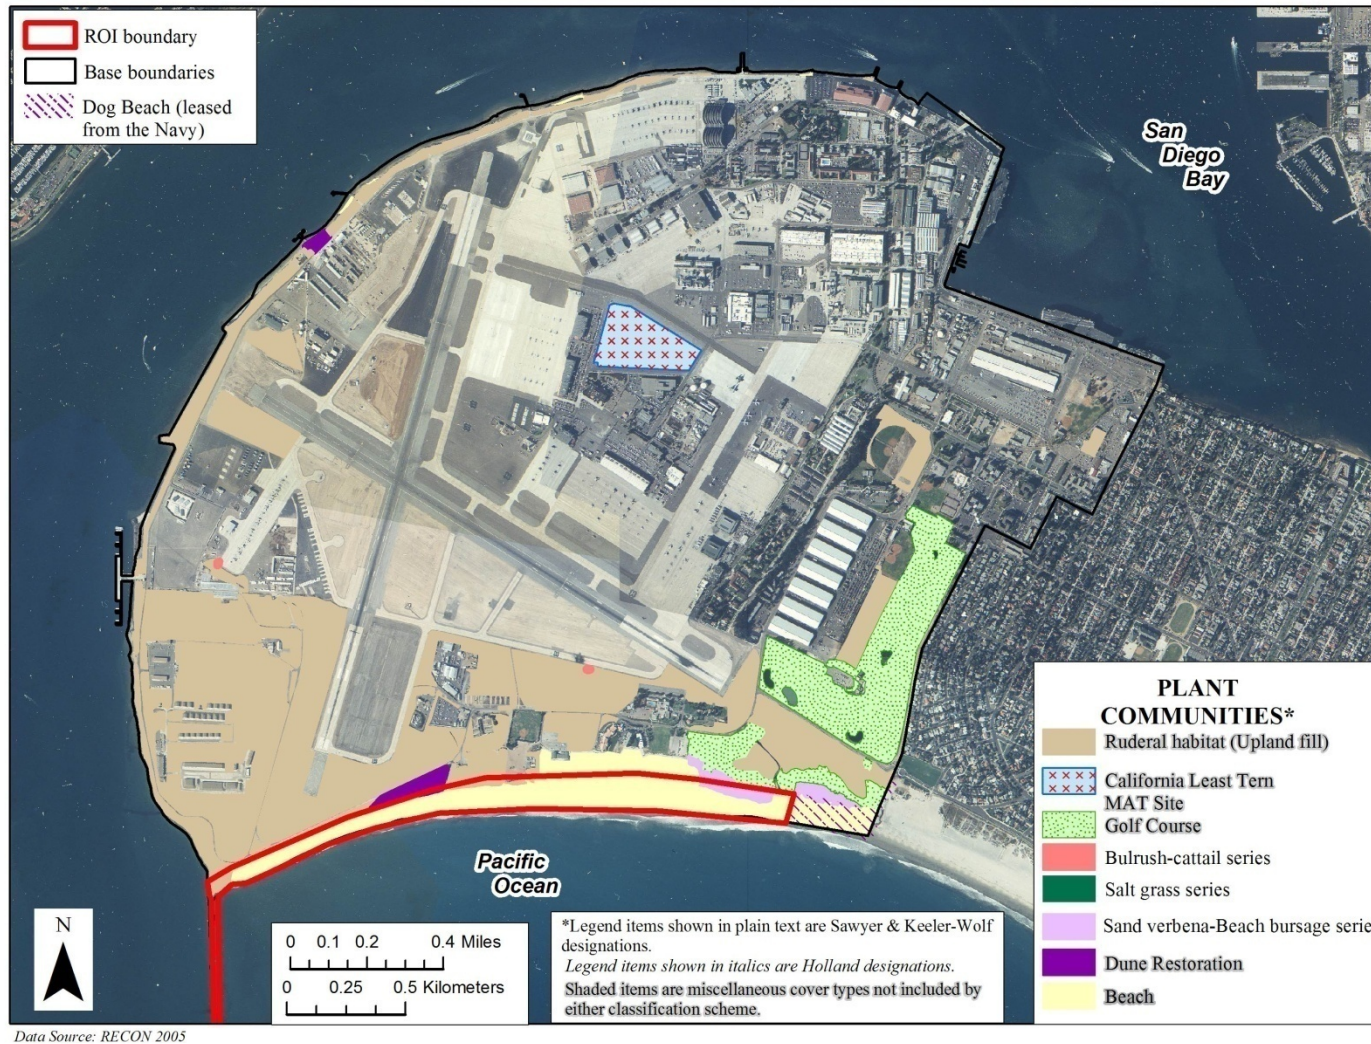 ROI boundary
Base boundaries
Dog Beach (leased
from the Navy)
San
Diego
Bay
Pacific
Ocean
PLANT
COMMUNITIES*
Ruderal habitat (Upland fill)
California Least Tern
MAT Site
Golf Course
Bulrush-cattail series
Salt grass series
Sand verbena-Beach bursage serie
Dune Restoration
Beach
N
0 0.1 0.2 0.4 Miles
0 0.25 0.5 Kilometers
*Legend items shown in plain text are Sawyer & Keeler-Wolf
designations.
Legend items shown in italics are Holland designations.
Shaded items are miscellaneous cover types not included by
either classification scheme.
Data Source: RECON 2005